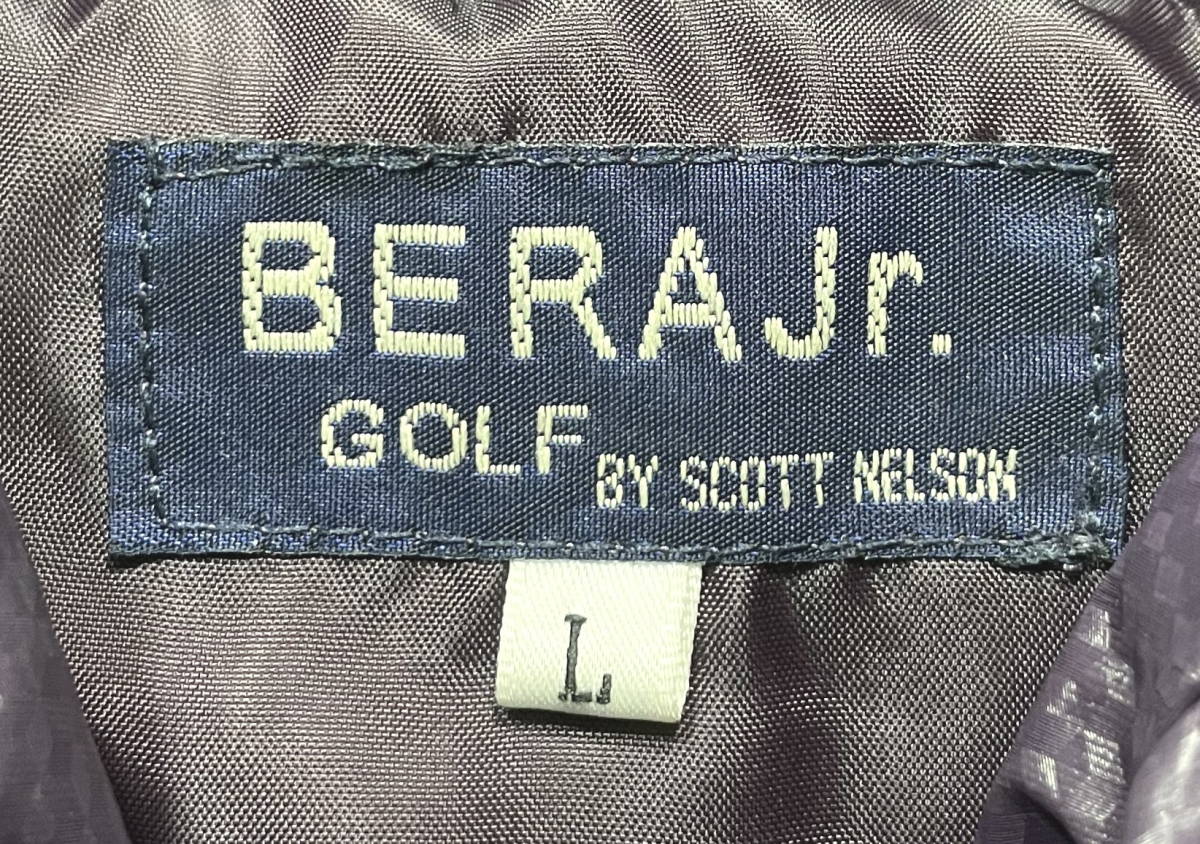 BERAJr.
GOLF BY SCOTT NELSON
L